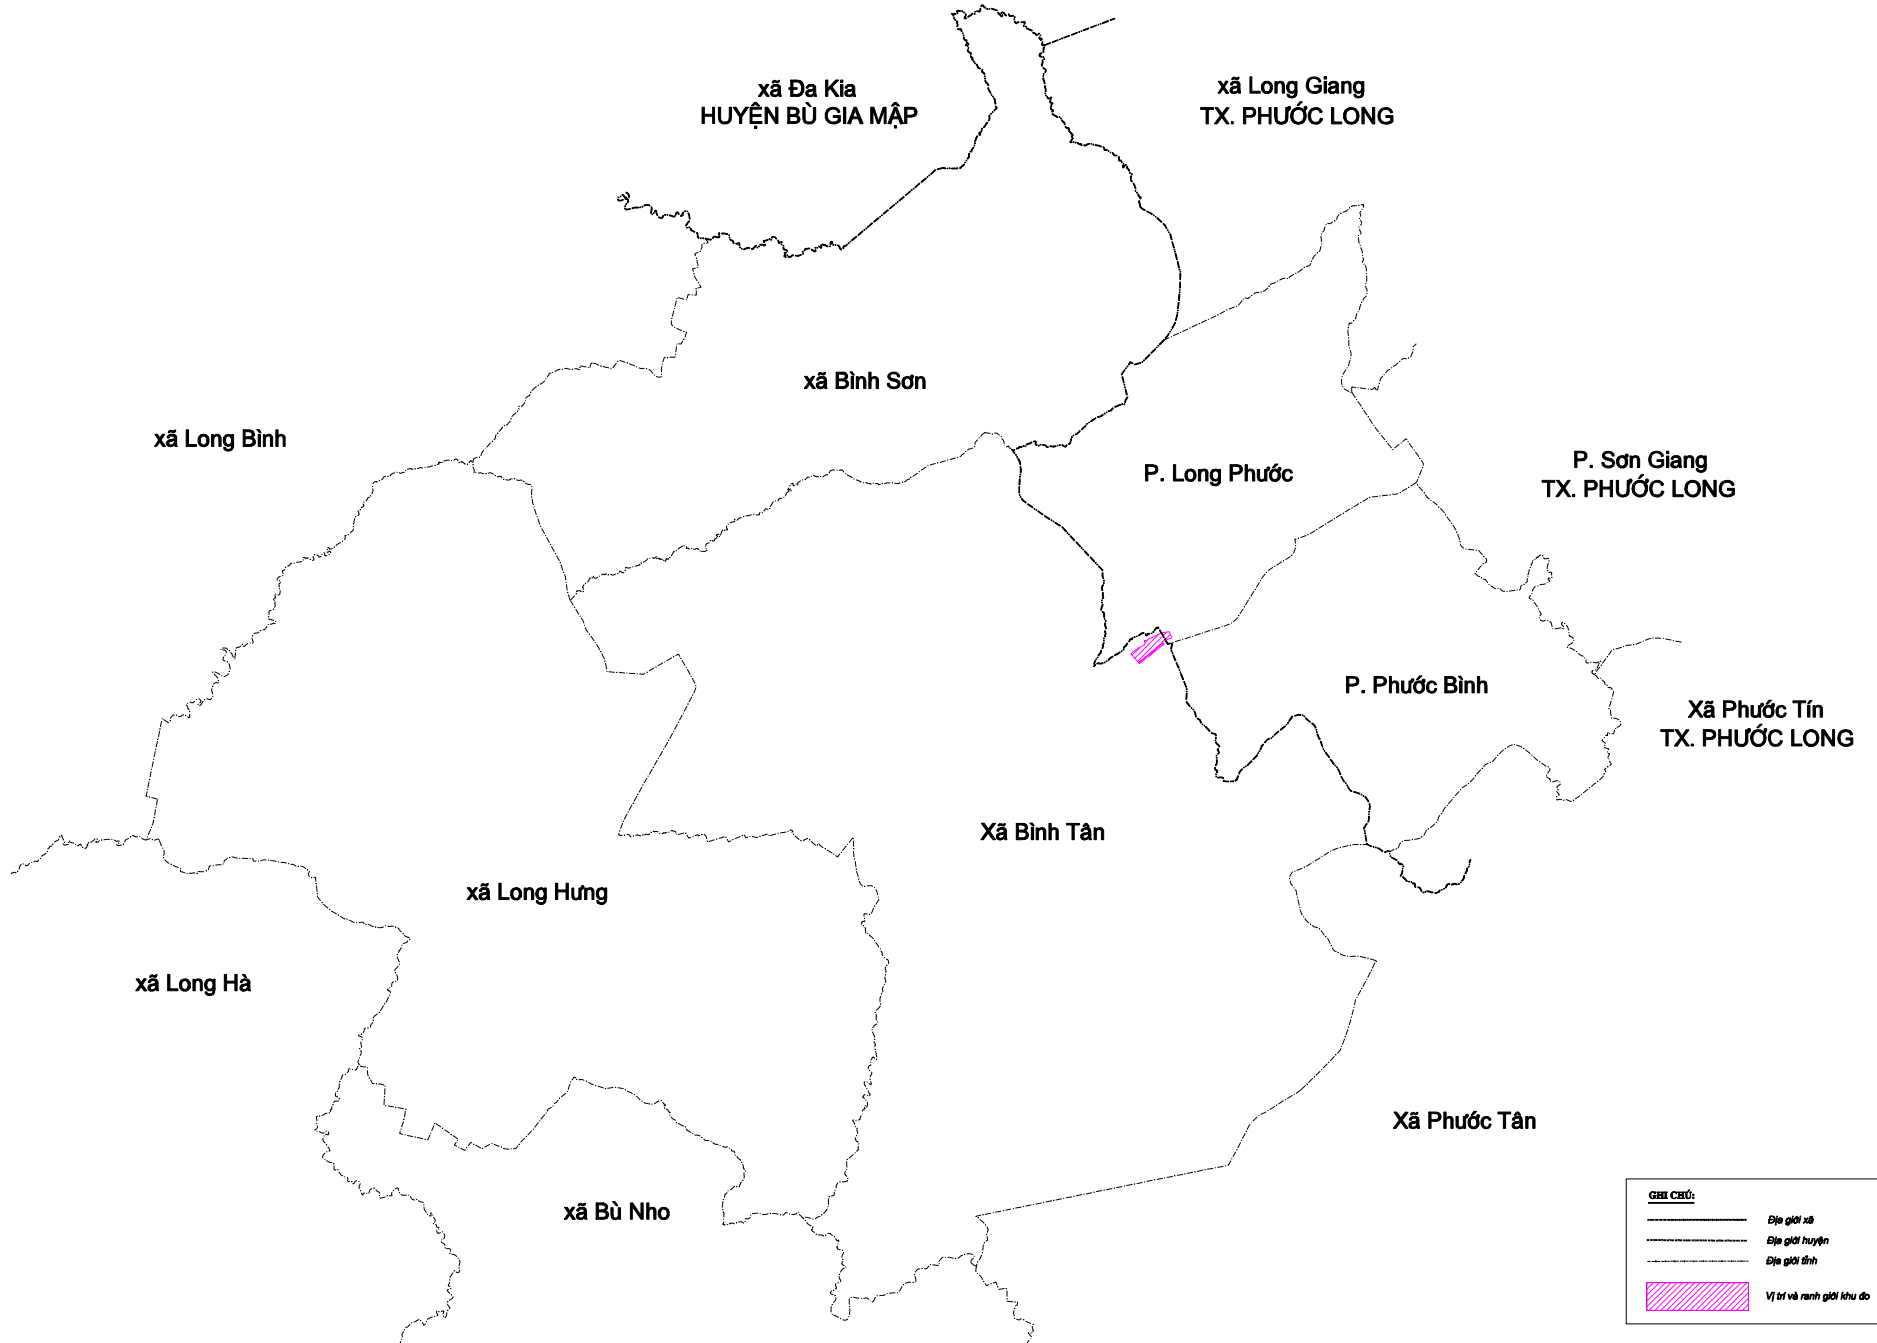 xã Đa Kia
HUYỆN BÙ GIA MẬP
xã Long Giang
TX. PHƯỚC LONG
xã Bình Sơn
xã Long Bình
P. Long Phước
P. Sơn Giang
TX. PHƯỚC LONG
P. Phước Bình
Xã Phước Tín
TX. PHƯỚC LONG
Xã Bình Tân
xã Long Hưng
xã Long Hà
Xã Phước Tân
xã Bù Nho
GHI CHÚ:
Địa giới xã
Địa giới huyện
Địa giới tỉnh
Vị trí và ranh giới khu đo